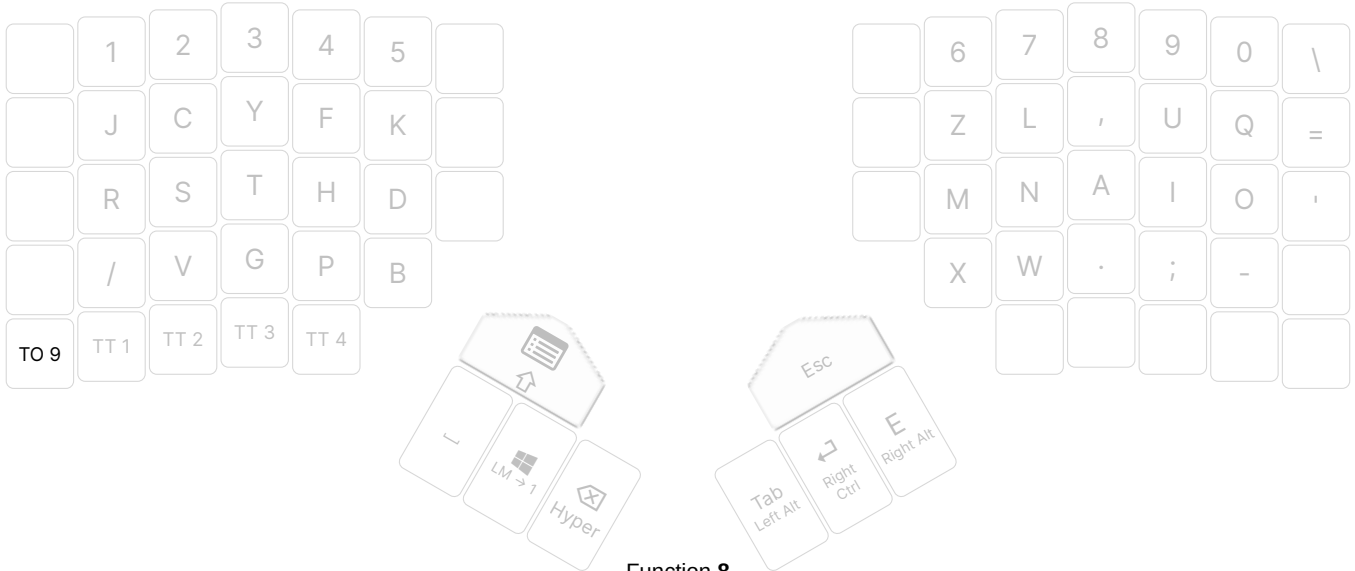 1 2 3 4 5 6 7 8 9 0 \
J C Y F K Z L , U Q =
R S T H D M N A I O '
/ V G P B X W . ; -
TO 9 TT 1 TT 2 TT 3 TT 4
Esc
LM → 1
Hyper
Tab
Left Alt
Right
Ctrl
E
Right Alt
Function 8